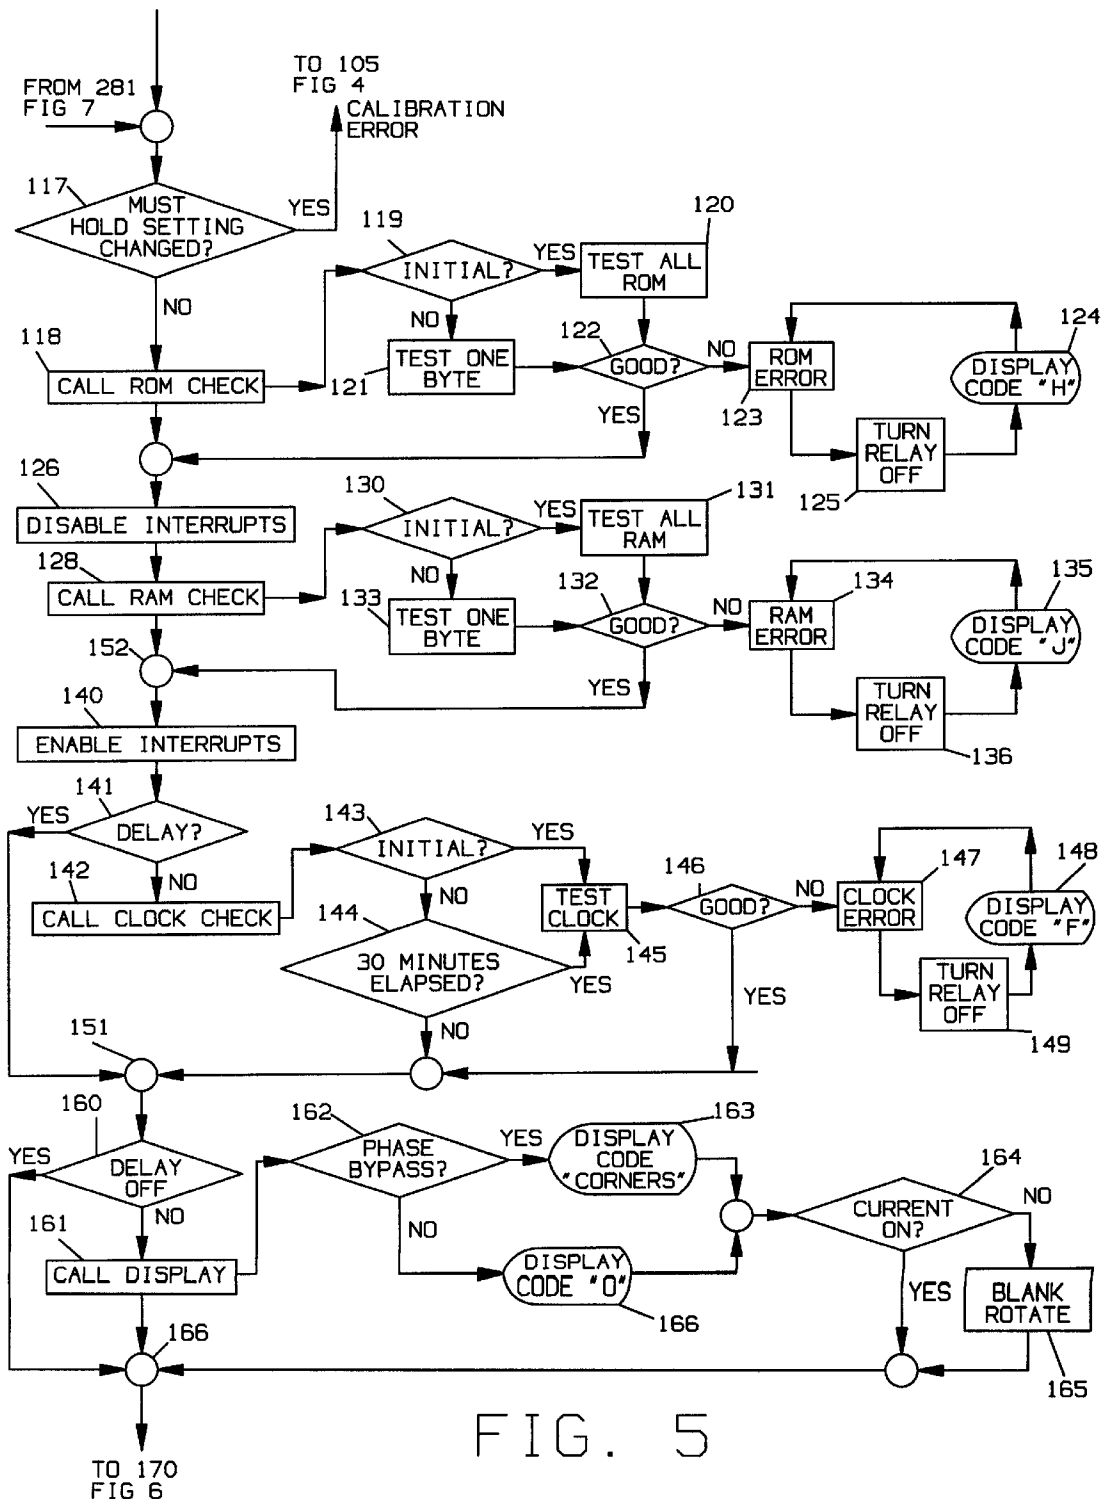 FROM 281
FIG 7
TO 105
FIG 4
CALIBRATION
ERROR
117
MUST
HOLD SETTING
CHANGED?
YES
NO
118
CALL ROM CHECK
119
INITIAL?
YES
NO
120
TEST ALL
ROM
121
TEST ONE
BYTE
122
GOOD?
NO
YES
ROM
ERROR
123
124
DISPLAY
CODE "H"
TURN
RELAY
OFF
125
126
DISABLE INTERRUPTS
128
CALL RAM CHECK
130
INITIAL?
YES
NO
131
TEST ALL
RAM
133
TEST ONE
BYTE
132
GOOD?
NO
YES
134
RAM
ERROR
135
DISPLAY
CODE "J"
TURN
RELAY
OFF
136
152
140
ENABLE INTERRUPTS
141
YES
DELAY?
NO
142
CALL CLOCK CHECK
143
INITIAL?
YES
NO
144
30 MINUTES
ELAPSED?
YES
NO
TEST
CLOCK
145
146
GOOD?
NO
YES
147
CLOCK
ERROR
148
DISPLAY
CODE "F"
TURN
RELAY
OFF
149
151
160
YES
DELAY
OFF
NO
161
CALL DISPLAY
162
PHASE
BYPASS?
YES
NO
163
DISPLAY
CODE
"CORNERS"
DISPLAY
CODE "O"
166
164
CURRENT
ON?
NO
YES
BLANK
ROTATE
165
166
FIG. 5
TO 170
FIG 6